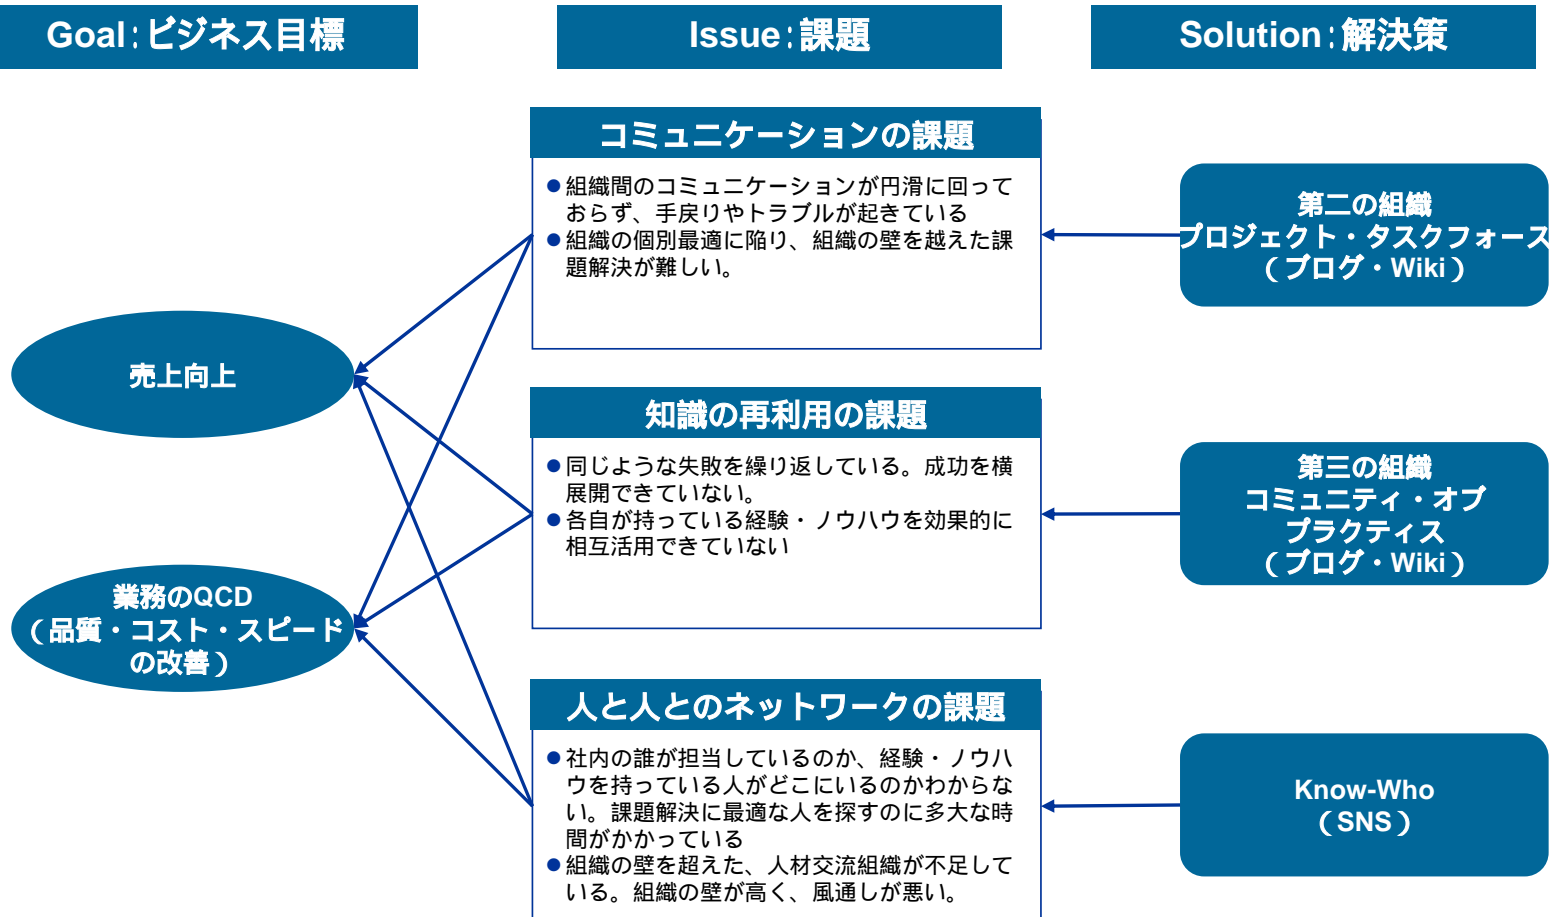 Goal:ビジネス目標
Issue:課題
Solution:解決策
コミュニケーションの課題
●組織間のコミュニケーションが円滑に回って
おらず、手戻りやトラブルが起きている
●組織の個別最適に陥り、組織の壁を越えた課
題解決が難しい。
第二の組織
プロジェクト・タスクフォース
(ブログ・Wiki)
売上向上
知識の再利用の課題
●同じような失敗を繰り返している。成功を横
展開できていない。
●各自が持っている経験・ノウハウを効果的に
相互活用できていない
第三の組織
コミュニティ・オブ
プラクティス
(ブログ・Wiki)
業務のQCD
(品質・コスト・スピード
の改善)
人と人とのネットワークの課題
●社内の誰が担当しているのか、経験・ノウハ
ウを持っている人がどこにいるのかわからな
い。課題解決に最適な人を探すのに多大な時
間がかかっている
●組織の壁を超えた、人材交流組織が不足して
いる。組織の壁が高く、風通しが悪い。
Know-Who
(SNS)